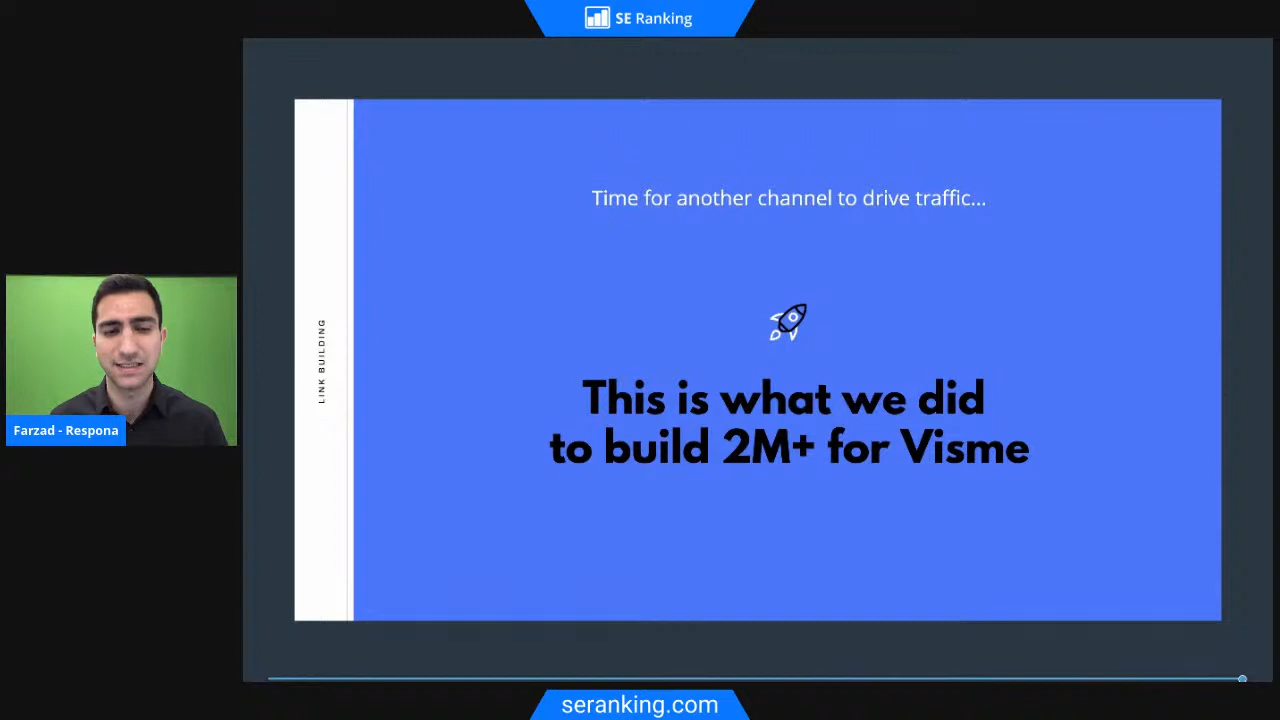 SE Ranking
Time for another channel to drive traffic...
LINK BUILDING
This is what we did
to build 2M+ for Visme
Farzad - Respona
seranking.com